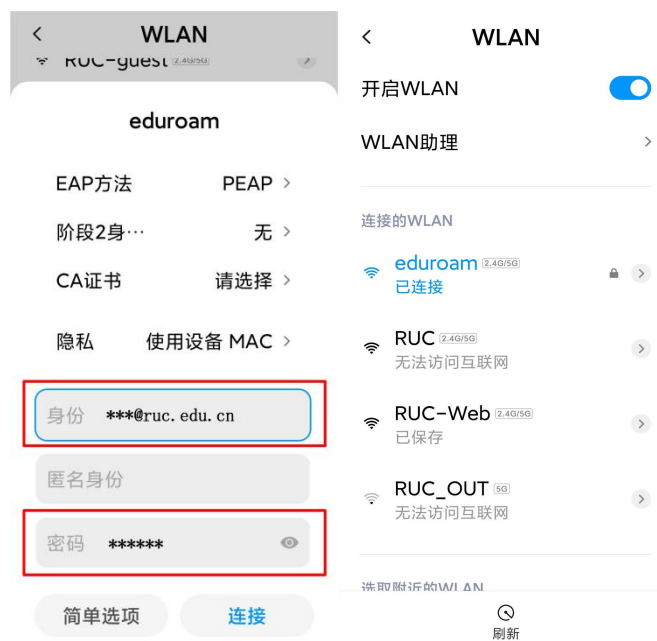 WLAN
RUC-guest 2.4G/5G
eduroam
EAP方法 PEAP
阶段2身… 无
CA证书 请选择
隐私 使用设备 MAC
身份 ***@ruc.edu.cn
匿名身份
密码 ******
简单选项 连接
WLAN
开启WLAN
WLAN助理
连接的WLAN
eduroam 2.4G/5G
已连接
RUC 2.4G/5G
无法访问互联网
RUC-Web 2.4G/5G
已保存
RUC_OUT 5G
无法访问互联网
选取附近的WLAN
刷新